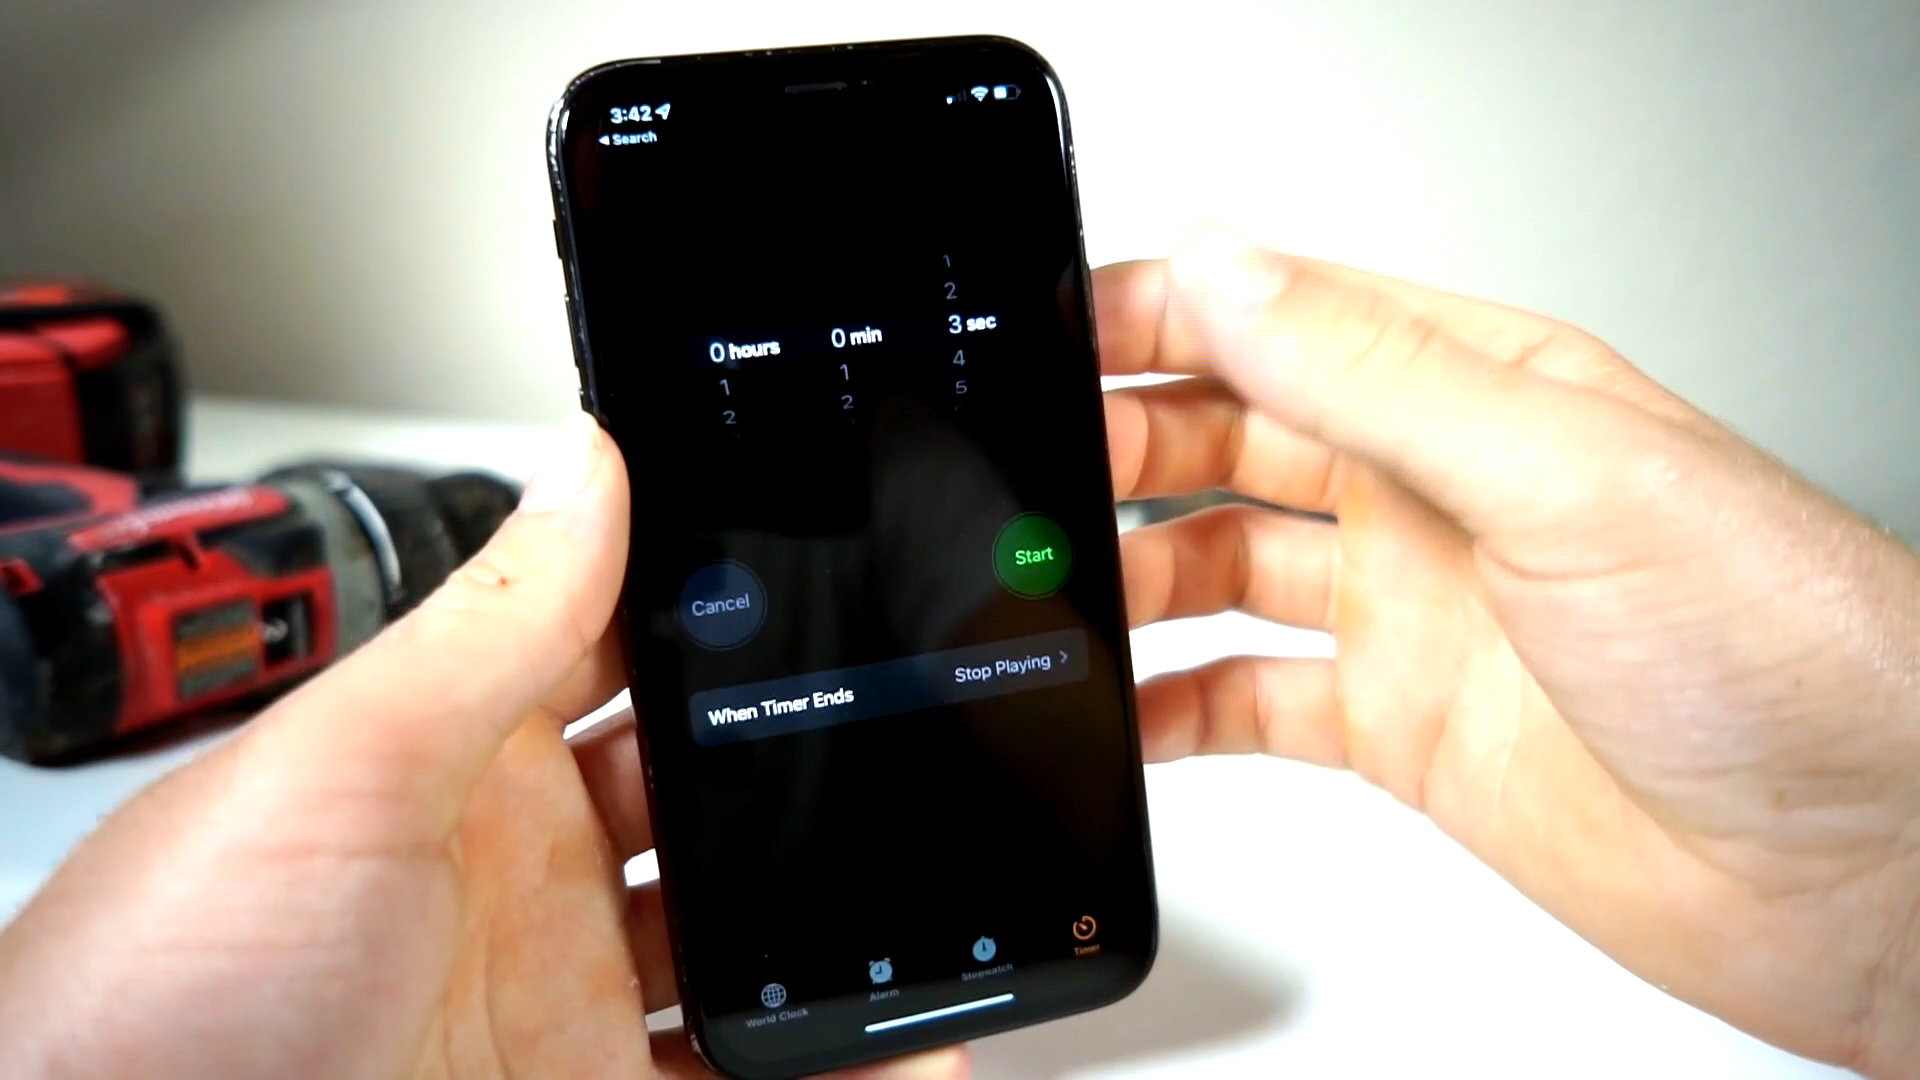 3:42
◀ Search
1
2
0 hours 0 min 3 sec
1 1 4
2 2 5
Cancel Start
When Timer Ends Stop Playing >
World Clock Alarm Stopwatch Timer